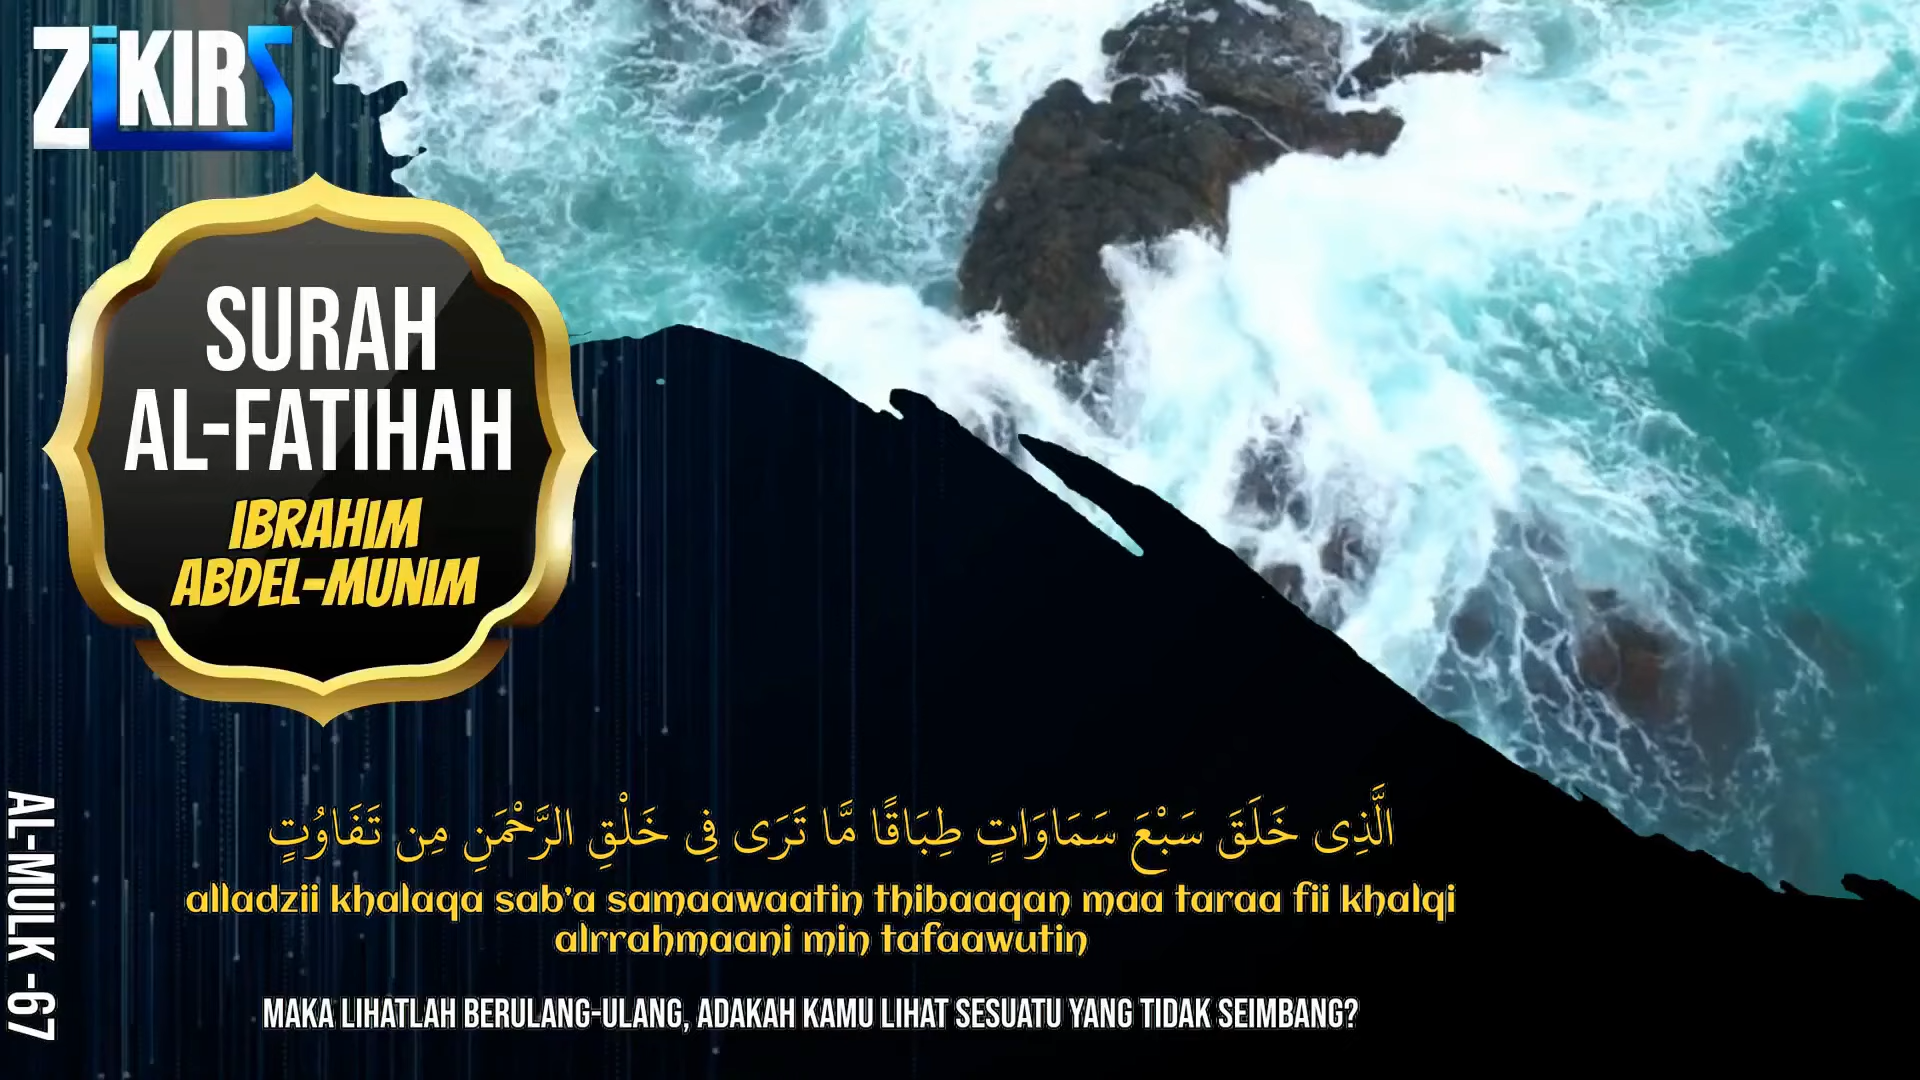 ZiKIRS
SURAH
AL-FATIHAH
IBRAHIM
ABDEL-MUNIM
AL-MULK -67
الَّذِى خَلَقَ سَبْعَ سَمَاوَاتٍ طِبَاقًا مَّا تَرَى فِى خَلْقِ الرَّحْمَنِ مِن تَفَاوُتٍ
alladzii khalaqa sab'a samaawaatin thibaaqan maa taraa fii khalqi
alrrahmaani min tafaawutin
MAKA LIHATLAH BERULANG-ULANG, ADAKAH KAMU LIHAT SESUATU YANG TIDAK SEIMBANG?